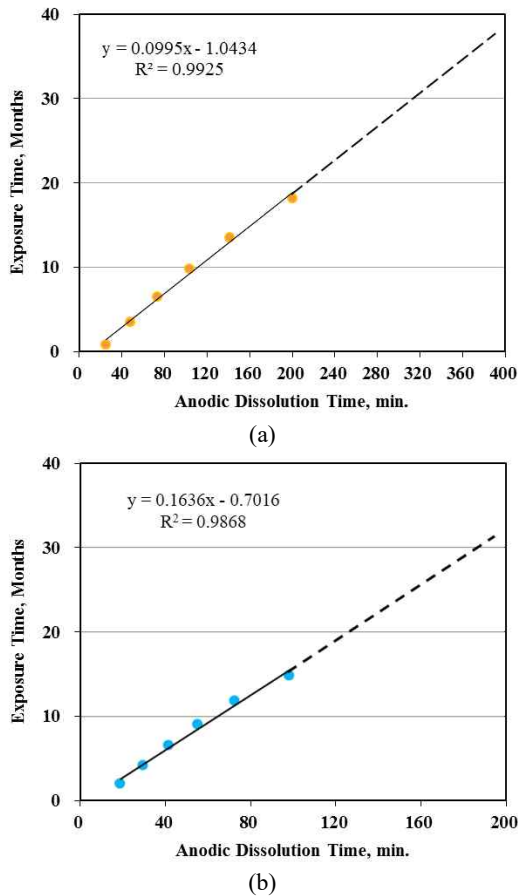 40
y = 0.0995x - 1.0434
R² = 0.9925
30
20
10
0
Exposure Time, Months
0 40 80 120 160 200 240 280 320 360 400
Anodic Dissolution Time, min.
(a)
40
y = 0.1636x - 0.7016
R² = 0.9868
30
20
10
0
Exposure Time, Months
0 40 80 120 160 200
Anodic Dissolution Time, min.
(b)